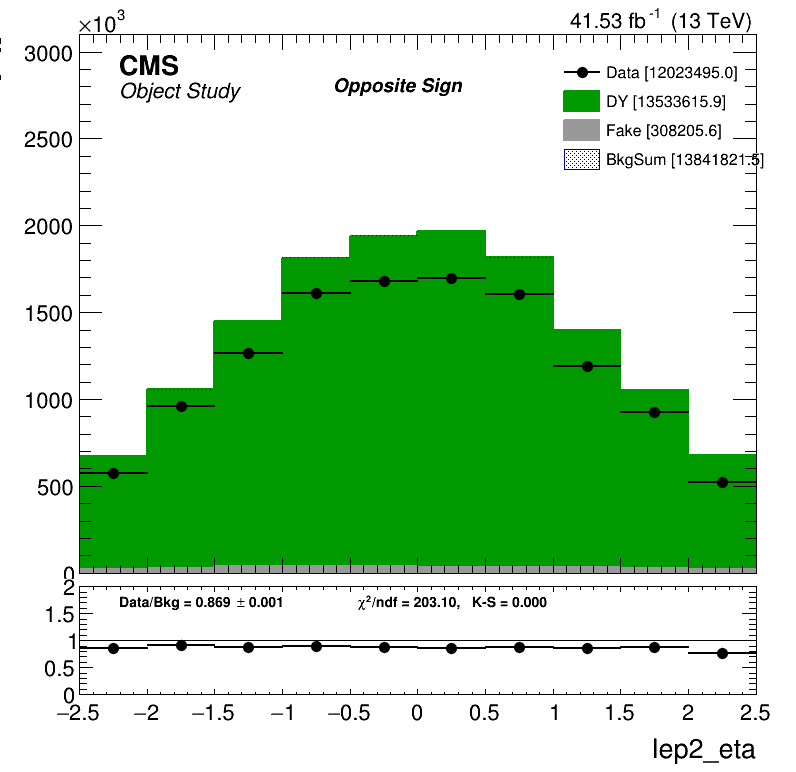 ×10³
41.53 fb⁻¹ (13 TeV)
CMS
Object Study
Opposite Sign
Data [12023495.0]
DY [13533615.9]
Fake [308205.6]
BkgSum [13841821.5]
3000
2500
2000
1500
1000
500
0
Data/Bkg = 0.869 ± 0.001
χ²/ndf = 203.10, K-S = 0.000
2
1.5
1
0.5
0
−2.5 −2 −1.5 −1 −0.5 0 0.5 1 1.5 2 2.5
lep2_eta